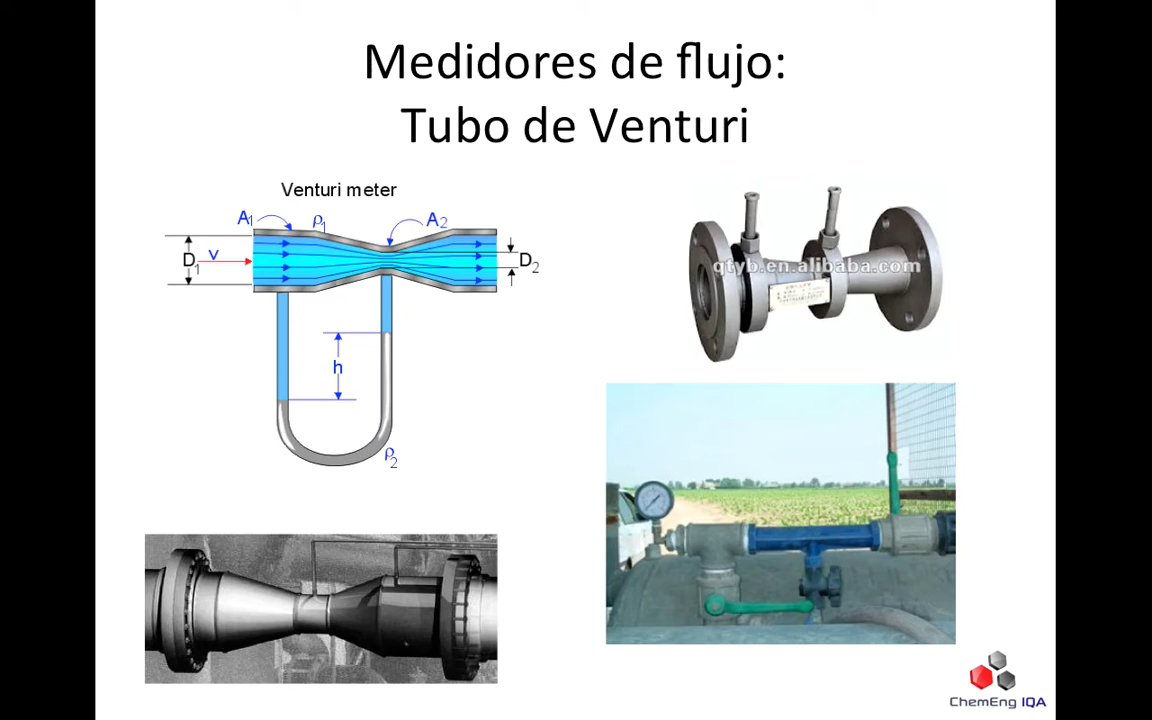 Medidores de flujo:
Tubo de Venturi
Venturi meter
A1
ρ1
A2
D1
v
D2
h
ρ2
qtyb.en.alibaba.com
ChemEng IQA